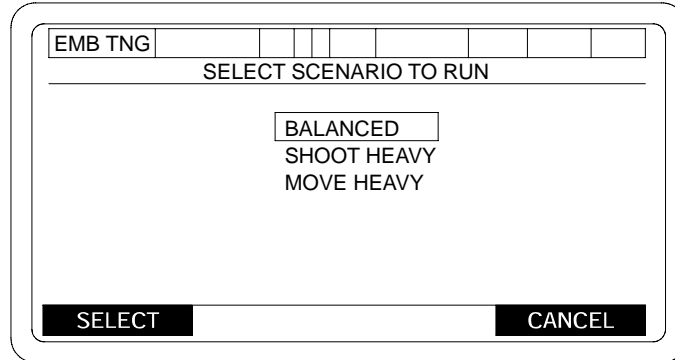 EMB TNG
SELECT SCENARIO TO RUN
BALANCED
SHOOT HEAVY
MOVE HEAVY
SELECT CANCEL